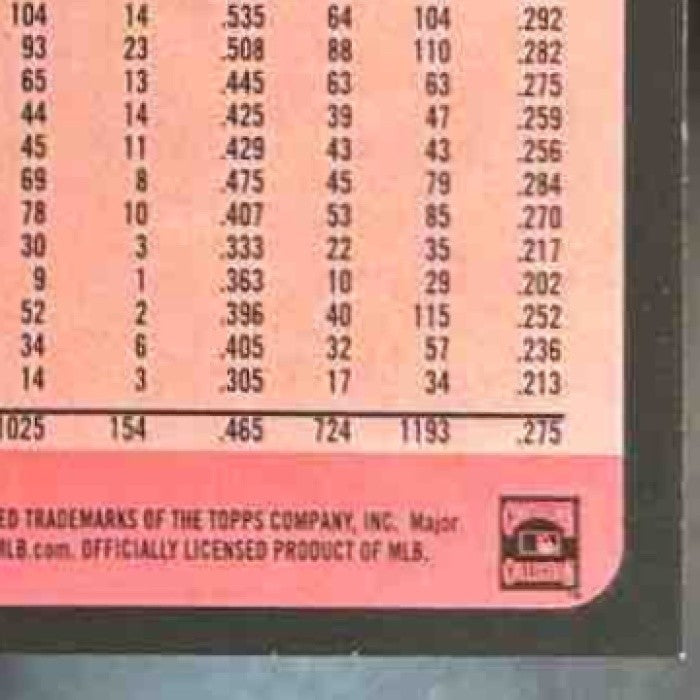 104 14 .535 64 104 .292
93 23 .508 88 110 .282
65 13 .445 63 63 .275
44 14 .425 39 47 .259
45 11 .429 43 43 .256
69 8 .475 45 79 .284
78 10 .407 53 85 .270
30 3 .333 22 35 .217
9 1 .363 10 29 .202
52 2 .396 40 115 .252
34 6 .405 32 57 .236
14 3 .305 17 34 .213
1025 154 .465 724 1193 .275
ED TRADEMARKS OF THE TOPPS COMPANY, INC. Major
MLB.com. OFFICIALLY LICENSED PRODUCT OF MLB.